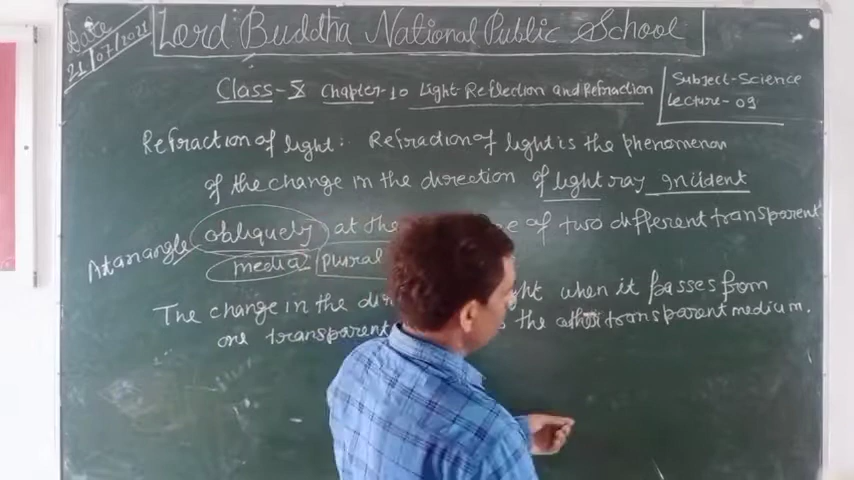 Date
21/07/2021
Lord Buddha National Public School
Class-X Chapter-10 Light-Reflection and Refraction
Subject-Science
Lecture-09
Refraction of light: Refraction of light is the phenomenon
of the change in the direction of light ray Incident
At an angle obliquely at the of two different transparent
media plural
The change in the light when it passes from
one transparent the other transparent medium.